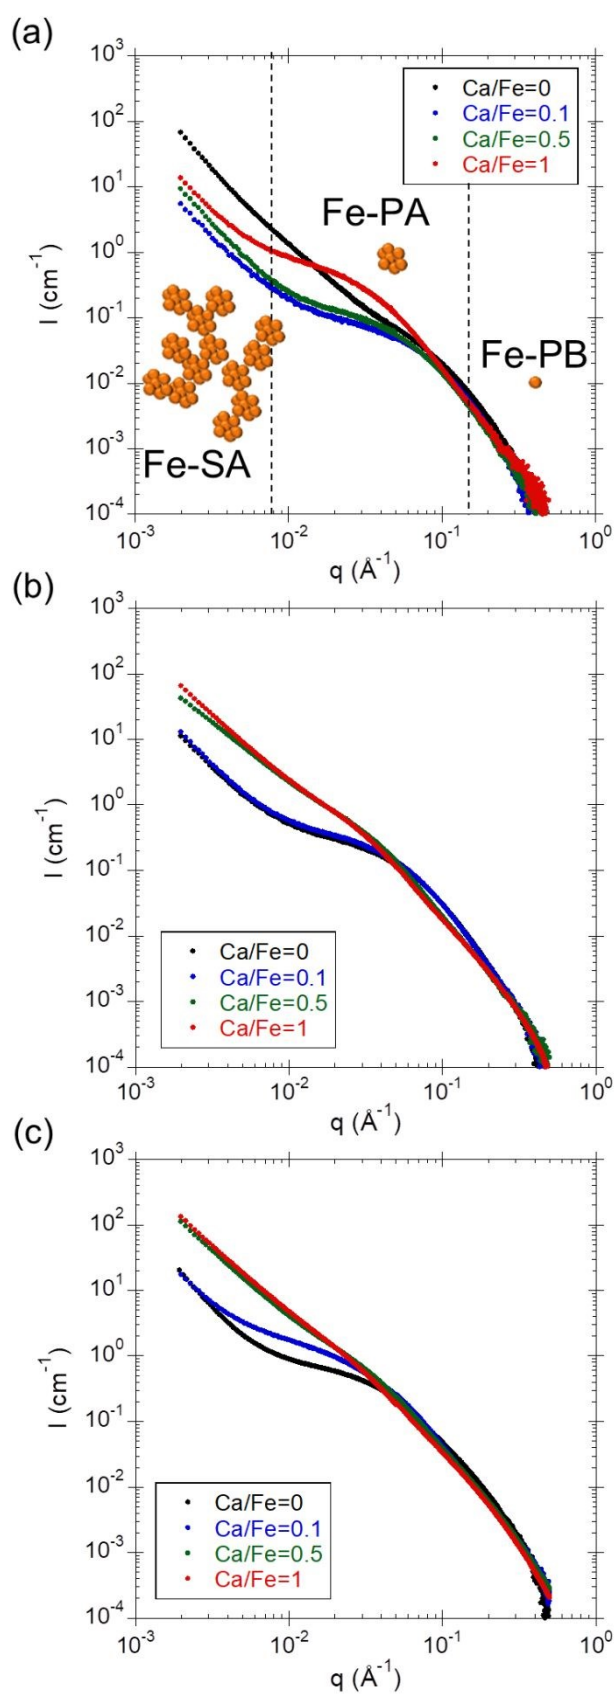 (a)
10^3
Ca/Fe=0
Ca/Fe=0.1
Ca/Fe=0.5
Ca/Fe=1
10^2
10^1
Fe-PA
10^0
I (cm^-1)
10^-1
Fe-PB
10^-2
10^-3
Fe-SA
10^-4
10^-3 10^-2 10^-1 10^0
q (Å^-1)
(b)
10^3
10^2
10^1
10^0
I (cm^-1)
10^-1
10^-2
Ca/Fe=0
Ca/Fe=0.1
Ca/Fe=0.5
Ca/Fe=1
10^-3
10^-4
10^-3 10^-2 10^-1 10^0
q (Å^-1)
(c)
10^3
10^2
10^1
10^0
I (cm^-1)
10^-1
10^-2
Ca/Fe=0
Ca/Fe=0.1
Ca/Fe=0.5
Ca/Fe=1
10^-3
10^-4
10^-3 10^-2 10^-1 10^0
q (Å^-1)